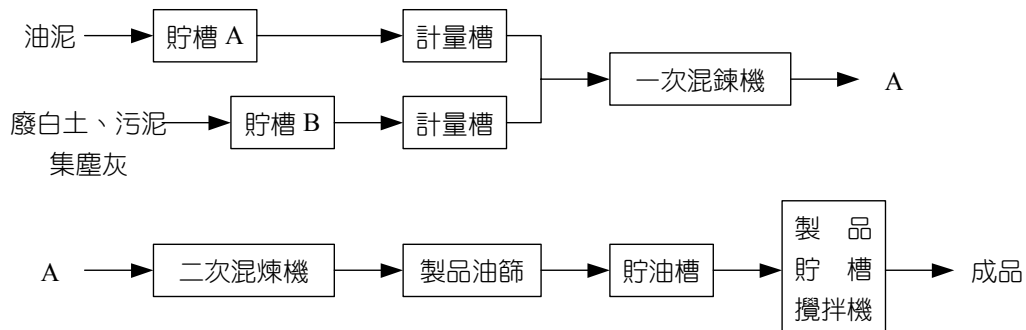 油泥
貯槽 A
計量槽
一次混鍊機
A
廢白土、污泥
集塵灰
貯槽 B
計量槽
A
二次混煉機
製品油篩
貯油槽
製 品
貯 槽
攪拌機
成品